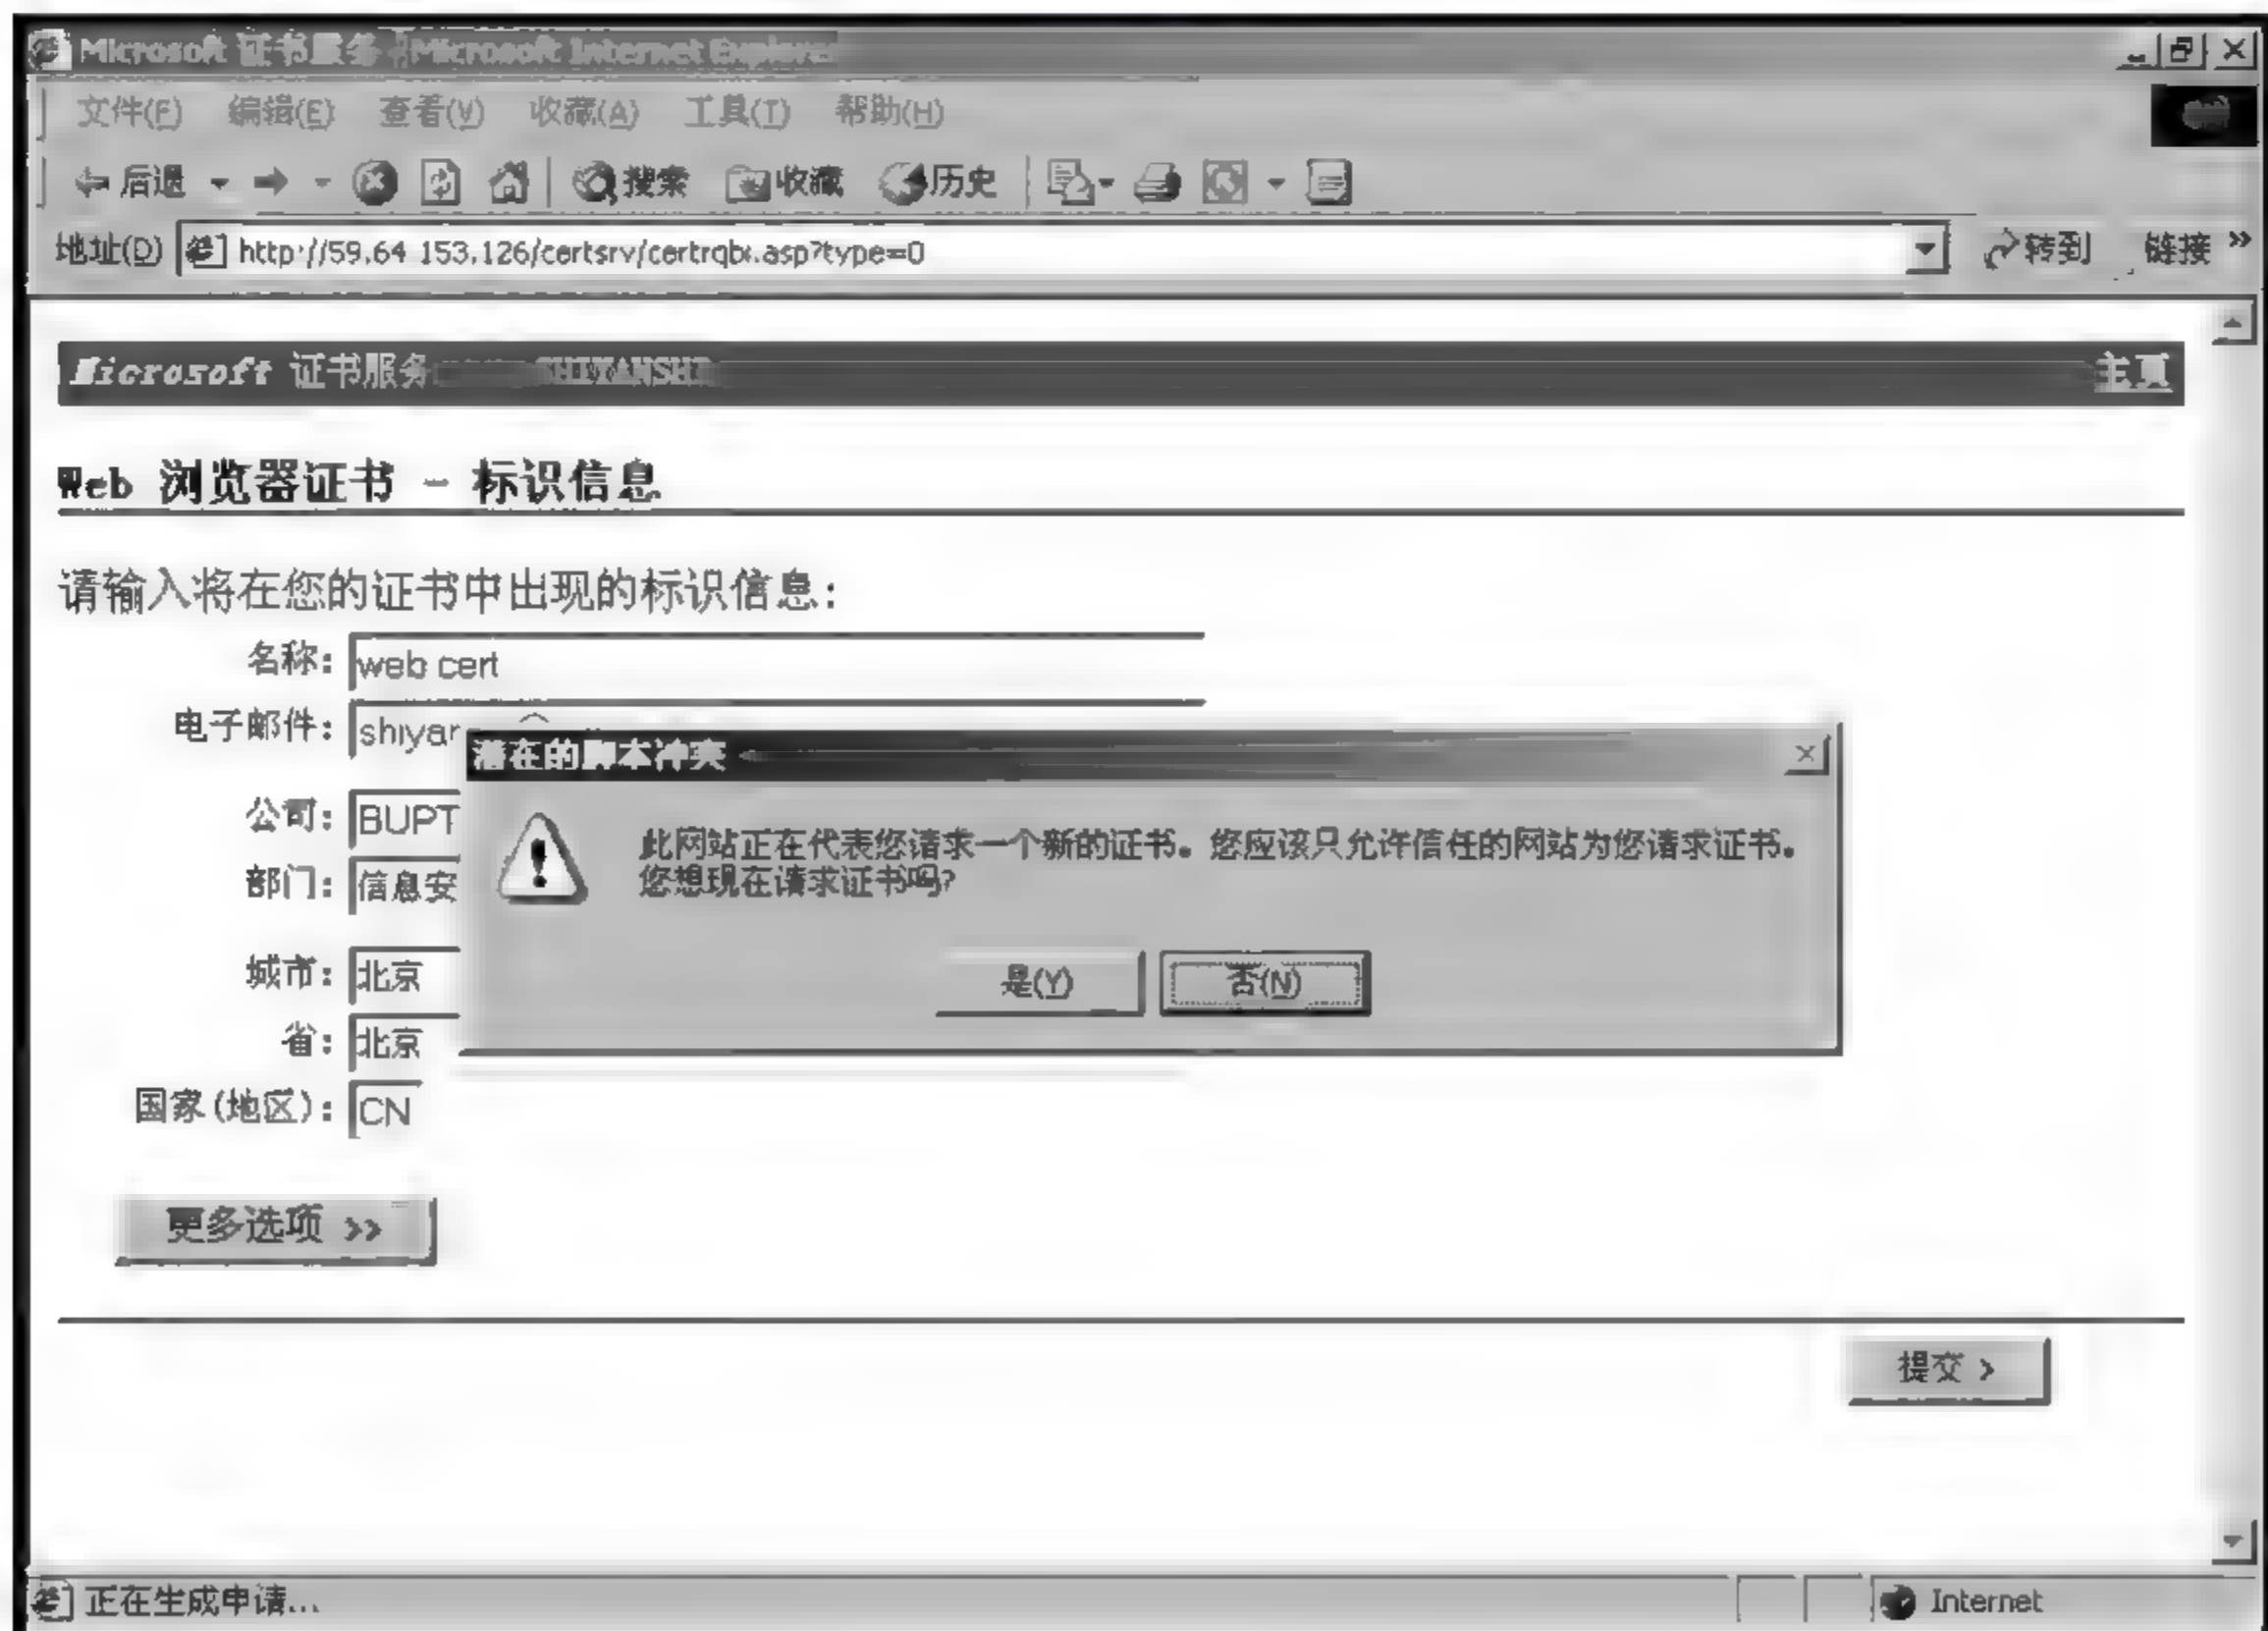 Microsoft 证书服务 - Microsoft Internet Explorer
文件(F) 编辑(E) 查看(V) 收藏(A) 工具(T) 帮助(H)
后退 搜索 收藏 历史
地址(D) http://59.64 153.126/certsrv/certrqbi.asp?type=0 转到 链接 »
Microsoft 证书服务 主页
Web 浏览器证书 - 标识信息
请输入将在您的证书中出现的标识信息:
名称: web cert
电子邮件:
潜在的脚本冲突
公司: BUPT
此网站正在代表您请求一个新的证书。您应该只允许信任的网站为您请求证书。
您想现在请求证书吗?
部门: 信息安
是(Y) 否(N)
城市: 北京
省: 北京
国家(地区): CN
更多选项 >>
提交 >
正在生成申请... Internet